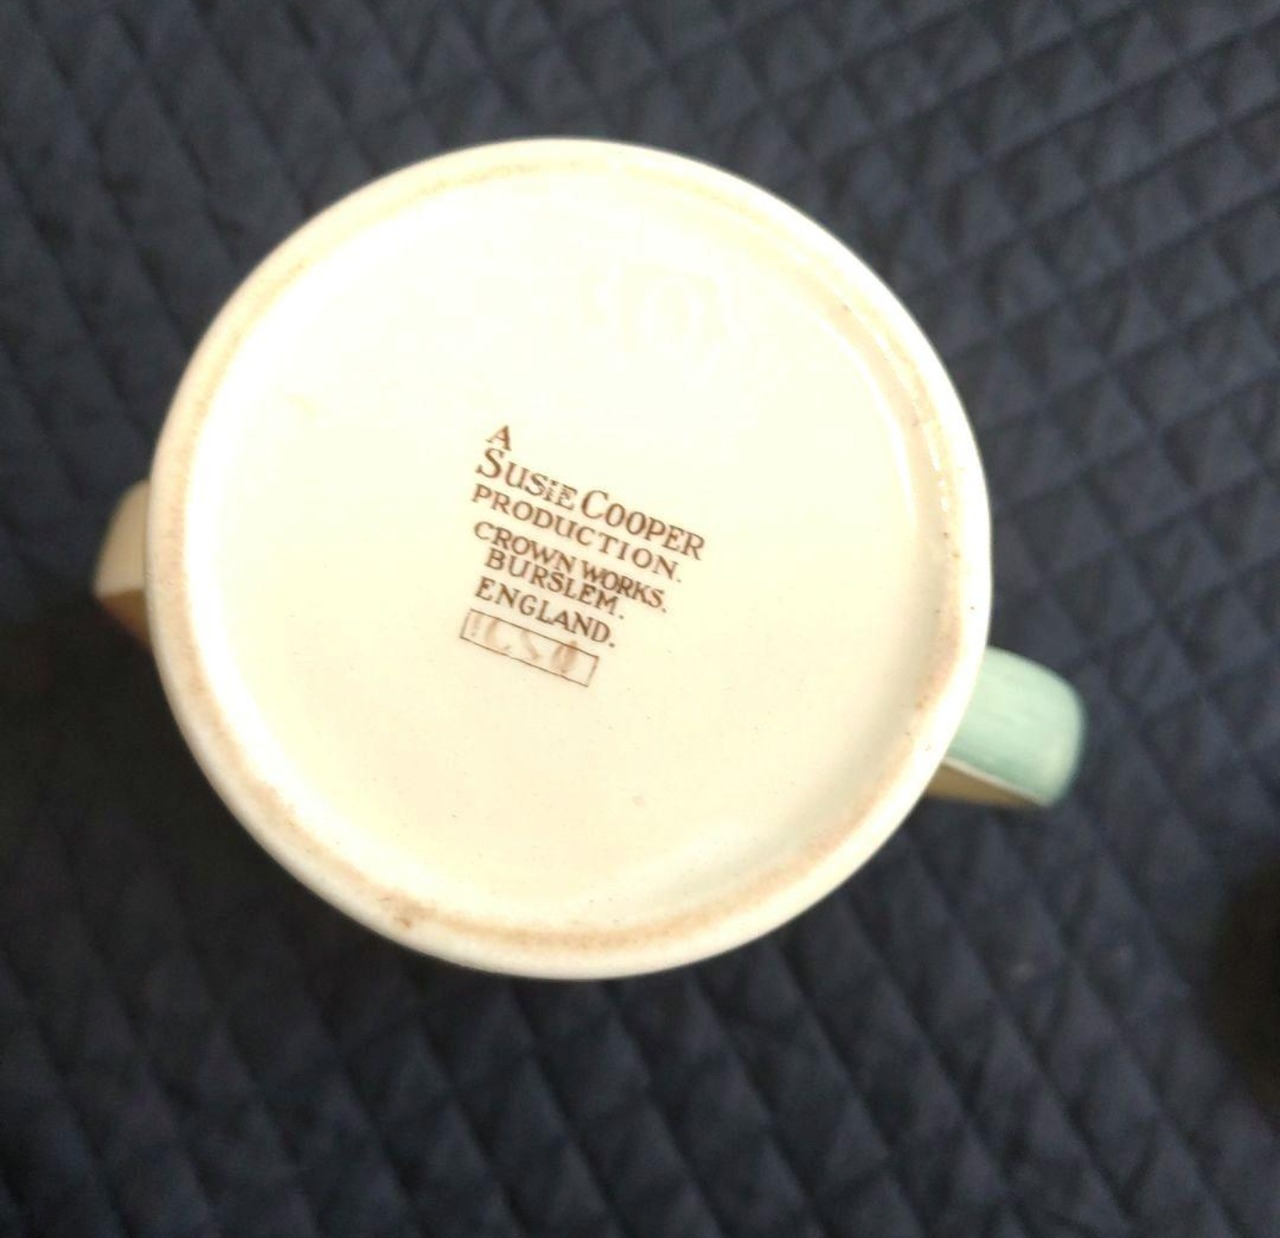 A
SUSIE COOPER
PRODUCTION.
CROWN WORKS.
BURSLEM.
ENGLAND.